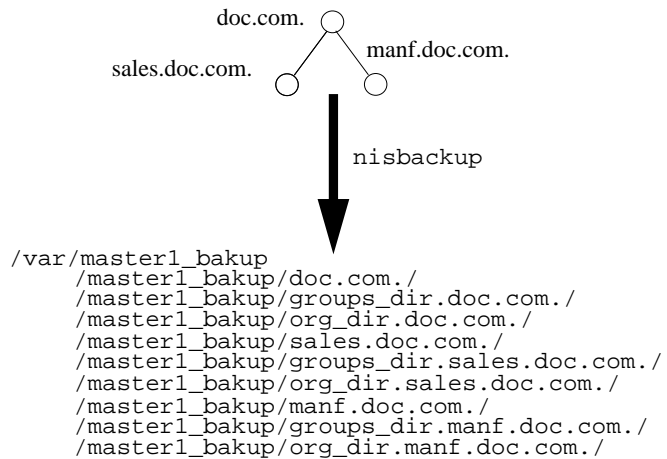 doc.com.
manf.doc.com.
sales.doc.com.
nisbackup
/var/master1_bakup
/master1_bakup/doc.com./
/master1_bakup/groups_dir.doc.com./
/master1_bakup/org_dir.doc.com./
/master1_bakup/sales.doc.com./
/master1_bakup/groups_dir.sales.doc.com./
/master1_bakup/org_dir.sales.doc.com./
/master1_bakup/manf.doc.com./
/master1_bakup/groups_dir.manf.doc.com./
/master1_bakup/org_dir.manf.doc.com./